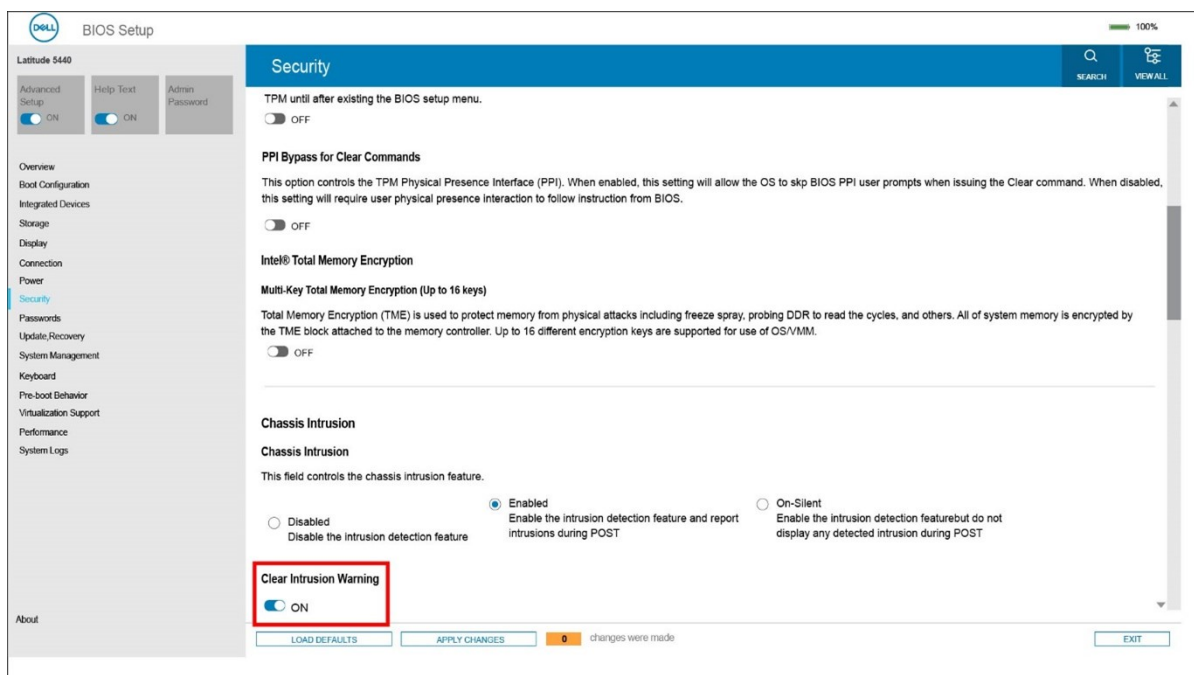 DELL
BIOS Setup
100%
Latitude 5440
Advanced Setup
ON
Help Text
ON
Admin Password
Overview
Boot Configuration
Integrated Devices
Storage
Display
Connection
Power
Security
Passwords
Update,Recovery
System Management
Keyboard
Pre-boot Behavior
Virtualization Support
Performance
System Logs
About
Security
SEARCH
VIEW ALL
TPM until after existing the BIOS setup menu.
OFF
PPI Bypass for Clear Commands
This option controls the TPM Physical Presence Interface (PPI). When enabled, this setting will allow the OS to skp BIOS PPI user prompts when issuing the Clear command. When disabled,
this setting will require user physical presence interaction to follow instruction from BIOS.
OFF
Intel® Total Memory Encryption
Multi-Key Total Memory Encryption (Up to 16 keys)
Total Memory Encryption (TME) is used to protect memory from physical attacks including freeze spray, probing DDR to read the cycles, and others. All of system memory is encrypted by
the TME block attached to the memory controller. Up to 16 different encryption keys are supported for use of OS/VMM.
OFF
Chassis Intrusion
Chassis Intrusion
This field controls the chassis intrusion feature.
Disabled
Disable the intrusion detection feature
Enabled
Enable the intrusion detection feature and report
intrusions during POST
On-Silent
Enable the intrusion detection featurebut do not
display any detected intrusion during POST
Clear Intrusion Warning
ON
LOAD DEFAULTS
APPLY CHANGES
0 changes were made
EXIT